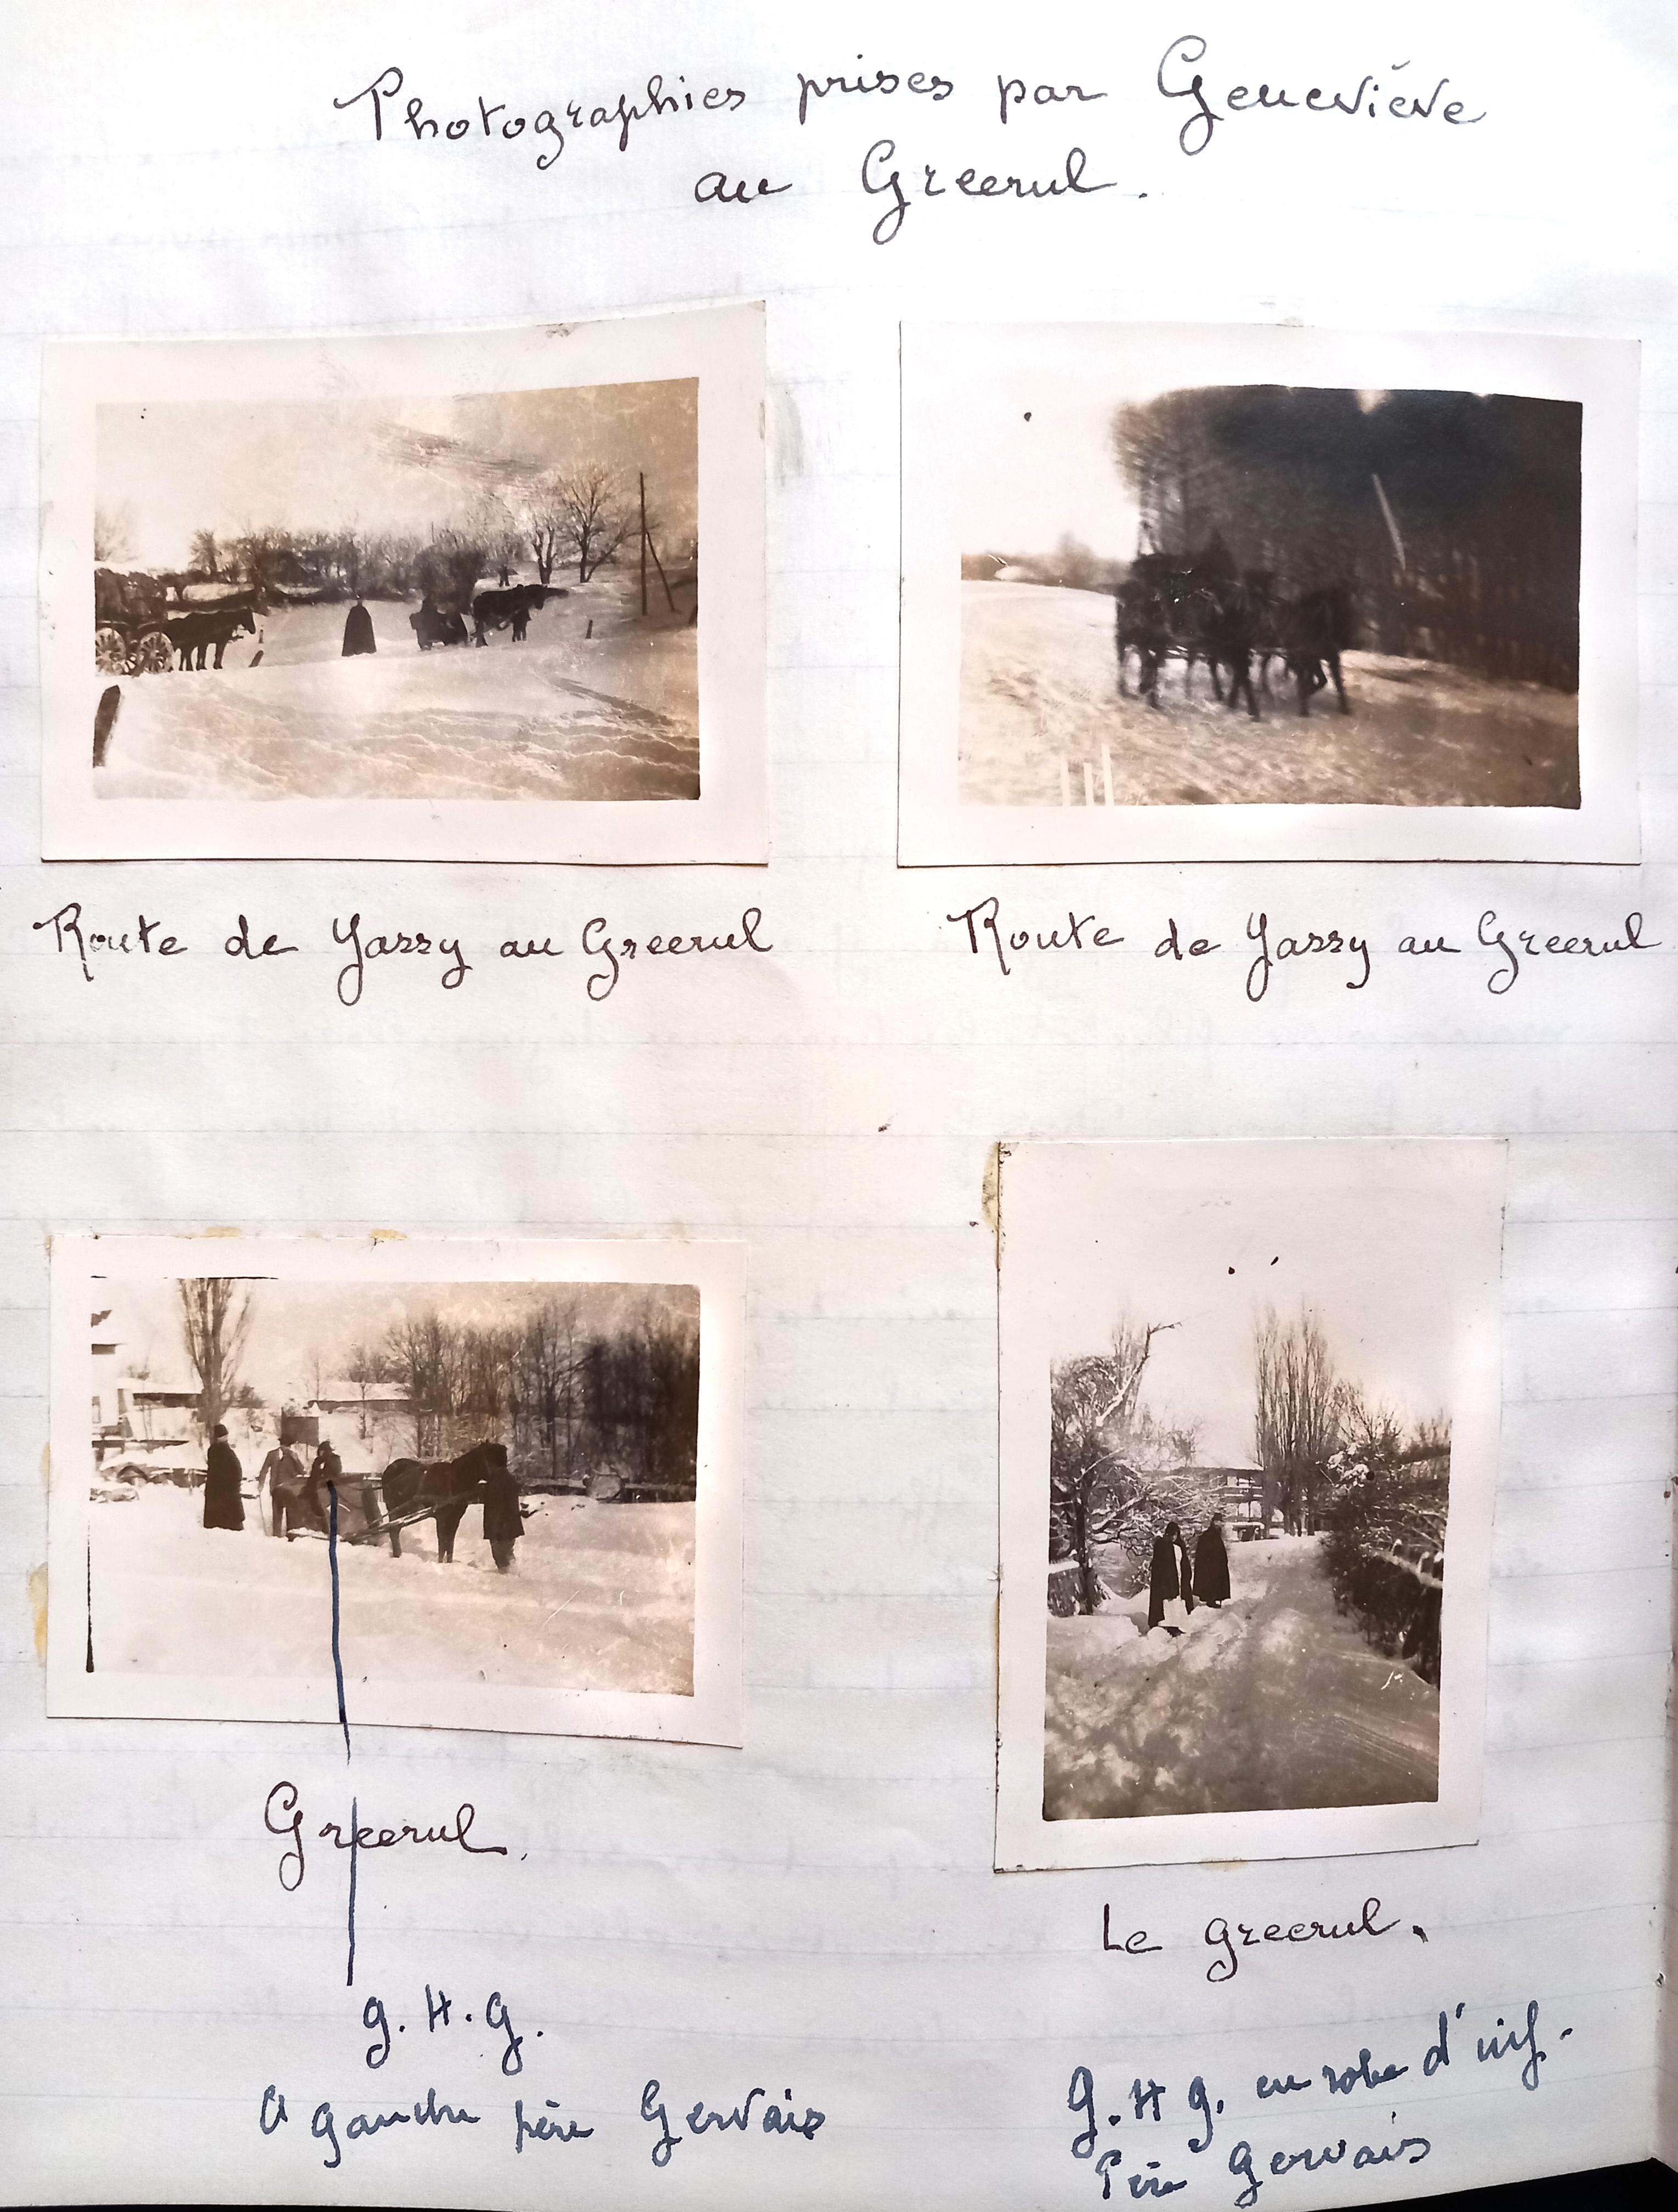 Photographies prises par Geneviève
au Greerul.
Route de Yassy au Greerul
Route de Yassy au Greerul
Greerul.
G. H. G.
A gauche père Gervais
Le Greerul.
G. H. G. en robe d'inf.
Père Gervais